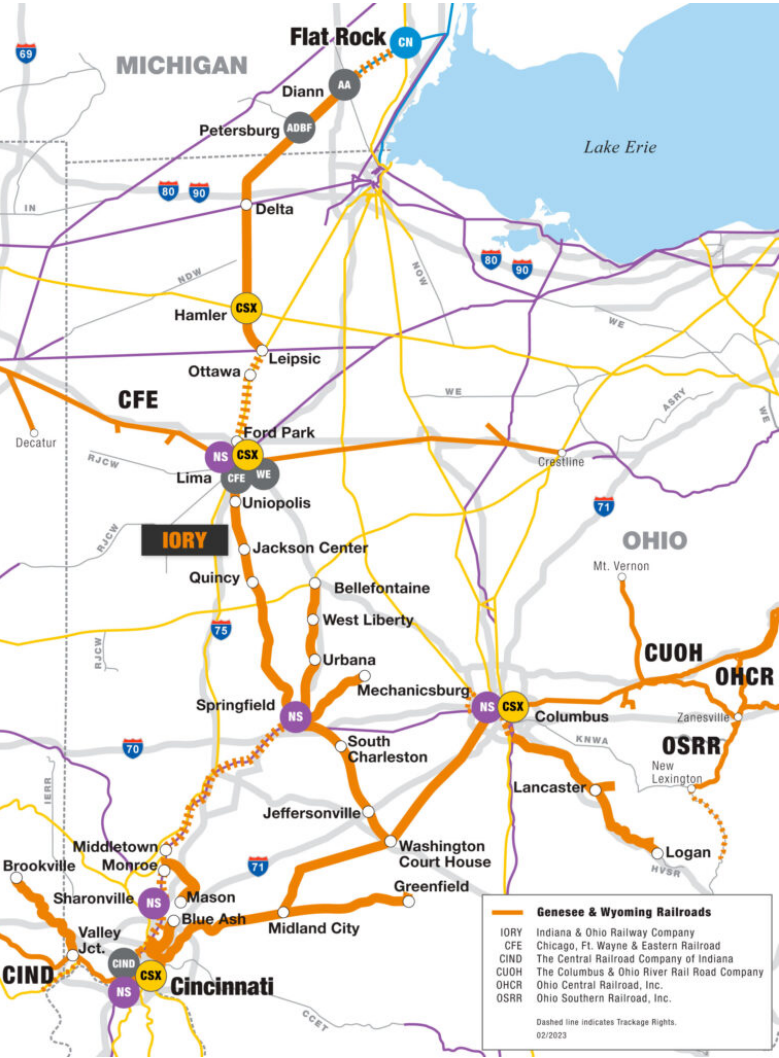 69
MICHIGAN
Flat Rock
CN
Diann
AA
Petersburg
ADBF
Lake Erie
80
90
IN
Delta
NDW
NOW
80
90
Hamler
CSX
WE
Leipsic
Ottawa
CFE
WE
ASRY
WE
Decatur
Ford Park
NS
CSX
RJCW
Lima
CFE
WE
Crestline
Uniopolis
71
RJCW
IORY
Jackson Center
OHIO
Mt. Vernon
Quincy
Bellefontaine
West Liberty
75
RJCW
Urbana
CUOH
Mechanicsburg
OHCR
Springfield
NS
NS
CSX
Columbus
Zanesville
70
South
Charleston
KNWA
OSRR
New
Lexington
IERR
Lancaster
Jeffersonville
Middletown
Washington
Court House
Monroe
71
Logan
HVSR
Brookville
Sharonville
NS
Mason
Greenfield
Blue Ash
Midland City
Valley
Jct.
CIND
CIND
CSX
NS
Cincinnati
CCET
Genesee & Wyoming Railroads
IORY Indiana & Ohio Railway Company
CFE Chicago, Ft. Wayne & Eastern Railroad
CIND The Central Railroad Company of Indiana
CUOH The Columbus & Ohio River Rail Road Company
OHCR Ohio Central Railroad, Inc.
OSRR Ohio Southern Railroad, Inc.
Dashed line indicates Trackage Rights.
02/2023